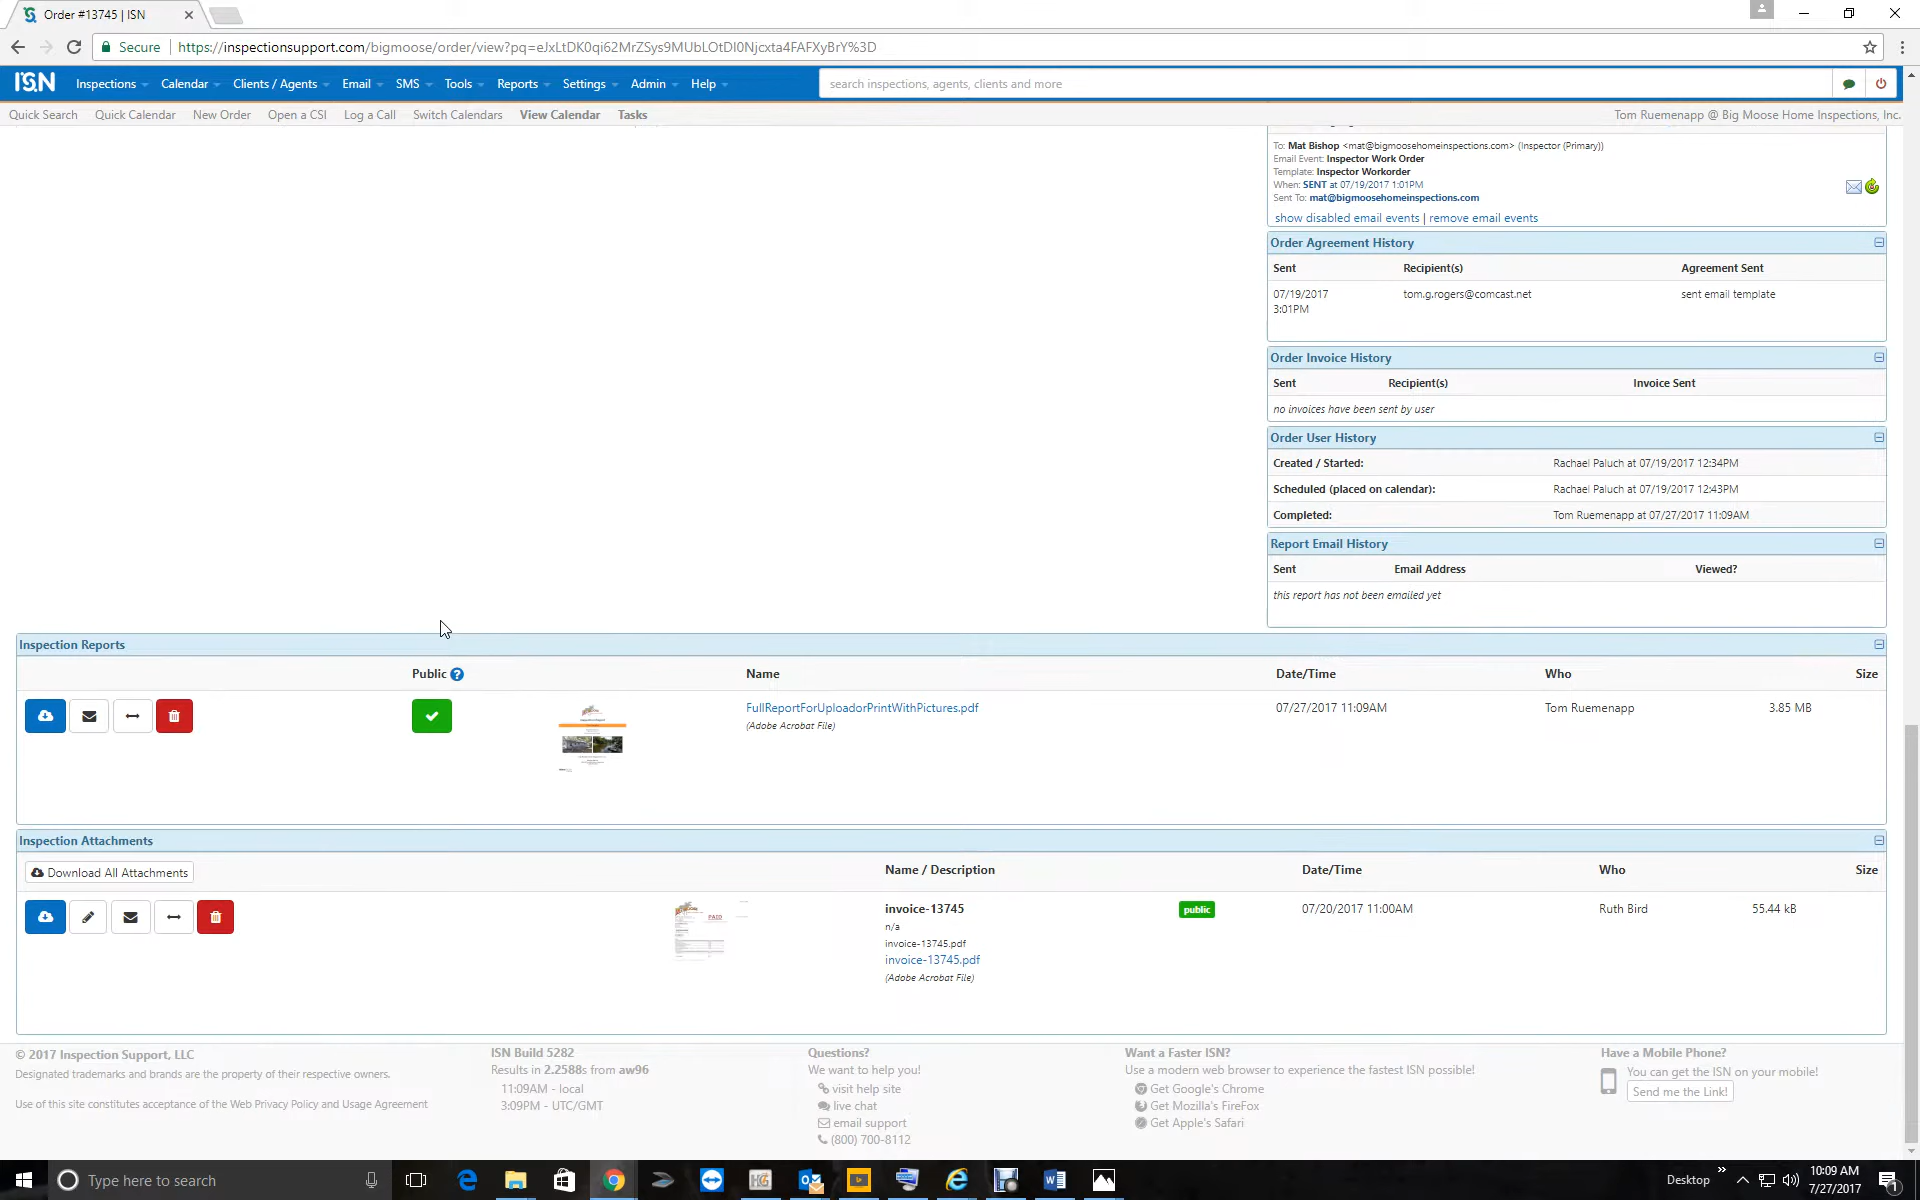 Order #13745 | ISN
Secure
https://inspectionsupport.com/bigmoose/order/view?pq=eJxLtDK0qi62MrZSys9MUbLOtDI0Njcxta4FAFXyBrY%3D
ISN
Inspections
Calendar
Clients / Agents
Email
SMS
Tools
Reports
Settings
Admin
Help
search inspections, agents, clients and more
Quick Search
Quick Calendar
New Order
Open a CSI
Log a Call
Switch Calendars
View Calendar
Tasks
Tom Ruemenapp @ Big Moose Home Inspections, Inc.
To: Mat Bishop <mat@bigmoosehomeinspections.com> (Inspector (Primary))
Email Event: Inspector Work Order
Template: Inspector Workorder
When: SENT at 07/19/2017 1:01PM
Sent To: mat@bigmoosehomeinspections.com
show disabled email events | remove email events
Order Agreement History
Sent Recipient(s) Agreement Sent
07/19/2017 tom.g.rogers@comcast.net sent email template
3:01PM
Order Invoice History
Sent Recipient(s) Invoice Sent
no invoices have been sent by user
Order User History
Created / Started: Rachael Paluch at 07/19/2017 12:34PM
Scheduled (placed on calendar): Rachael Paluch at 07/19/2017 12:43PM
Completed: Tom Ruemenapp at 07/27/2017 11:09AM
Report Email History
Sent Email Address Viewed?
this report has not been emailed yet
Inspection Reports
Public ? Name Date/Time Who Size
FullReportForUploadorPrintWithPictures.pdf 07/27/2017 11:09AM Tom Ruemenapp 3.85 MB
(Adobe Acrobat File)
Inspection Attachments
Download All Attachments Name / Description Date/Time Who Size
PAID
invoice-13745 public 07/20/2017 11:00AM Ruth Bird 55.44 kB
n/a
invoice-13745.pdf
invoice-13745.pdf
(Adobe Acrobat File)
© 2017 Inspection Support, LLC
Designated trademarks and brands are the property of their respective owners.
Use of this site constitutes acceptance of the Web Privacy Policy and Usage Agreement
ISN Build 5282
Results in 2.2588s from aw96
11:09AM - local
3:09PM - UTC/GMT
Questions?
We want to help you!
visit help site
live chat
email support
(800) 700-8112
Want a Faster ISN?
Use a modern web browser to experience the fastest ISN possible!
Get Google's Chrome
Get Mozilla's FireFox
Get Apple's Safari
Have a Mobile Phone?
You can get the ISN on your mobile!
Send me the Link!
Type here to search
Desktop
10:09 AM
7/27/2017
1